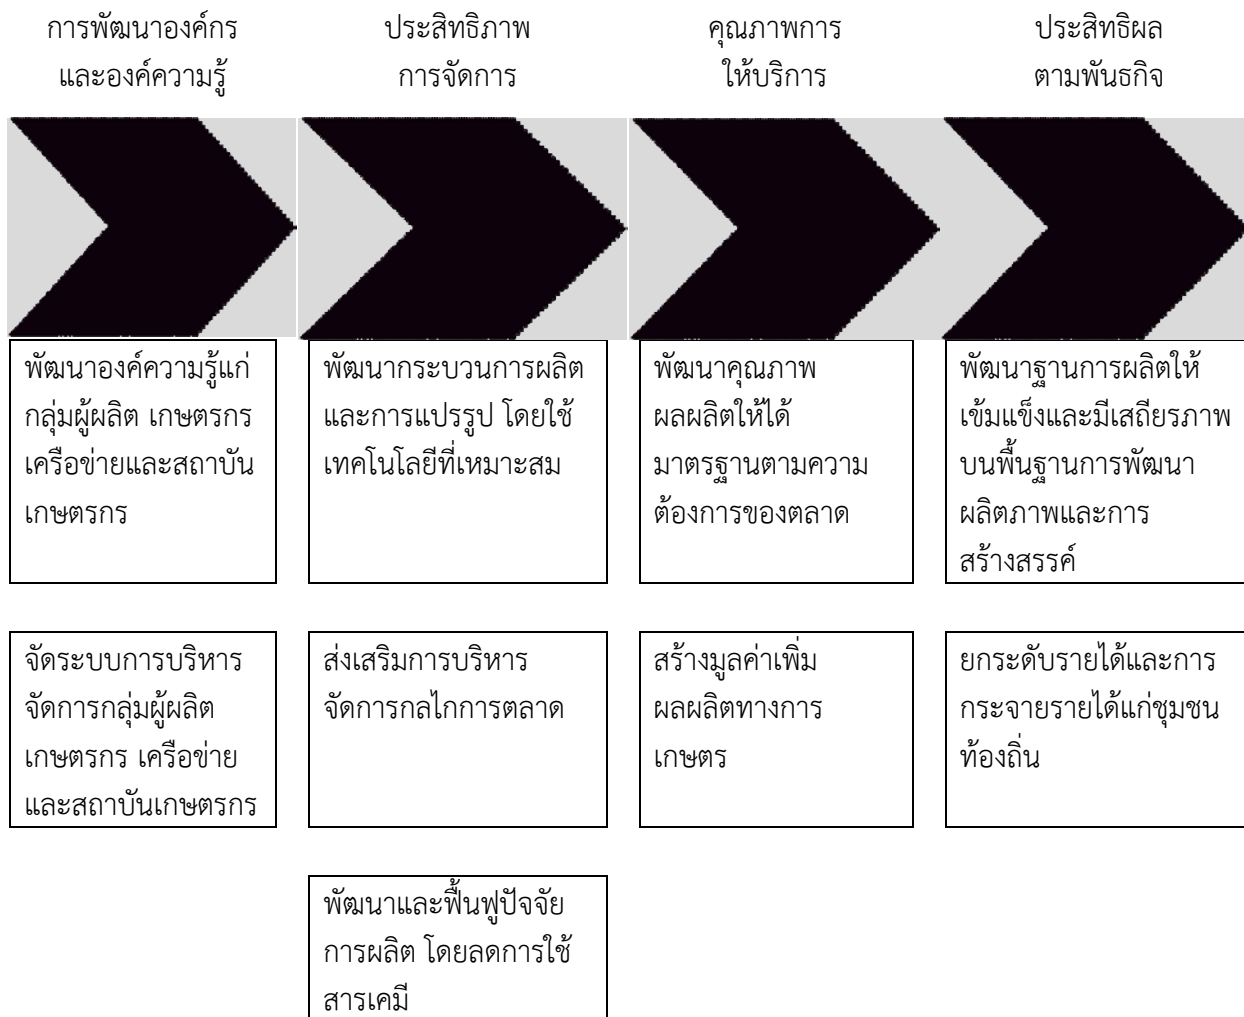 การพัฒนาองค์กร
และองค์ความรู้
ประสิทธิภาพ
การจัดการ
คุณภาพการ
ให้บริการ
ประสิทธิผล
ตามพันธกิจ
พัฒนาองค์ความรู้แก่
กลุ่มผู้ผลิต เกษตรกร
เครือข่ายและสถาบัน
เกษตรกร
พัฒนากระบวนการผลิต
และการแปรรูป โดยใช้
เทคโนโลยีที่เหมาะสม
พัฒนาคุณภาพ
ผลผลิตให้ได้
มาตรฐานตามความ
ต้องการของตลาด
พัฒนาฐานการผลิตให้
เข้มแข็งและมีเสถียรภาพ
บนพื้นฐานการพัฒนา
ผลิตภาพและการ
สร้างสรรค์
จัดระบบการบริหาร
จัดการกลุ่มผู้ผลิต
เกษตรกร เครือข่าย
และสถาบันเกษตรกร
ส่งเสริมการบริหาร
จัดการกลไกการตลาด
สร้างมูลค่าเพิ่ม
ผลผลิตทางการ
เกษตร
ยกระดับรายได้และการ
กระจายรายได้แก่ชุมชน
ท้องถิ่น
พัฒนาและฟื้นฟูปัจจัย
การผลิต โดยลดการใช้
สารเคมี